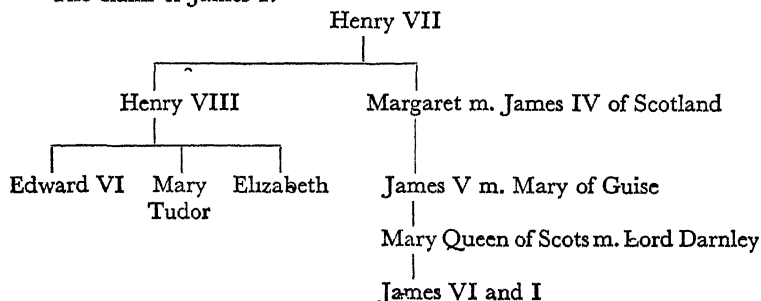 Henry VII
Henry VIII Margaret m. James IV of Scotland
Edward VI Mary Elizabeth James V m. Mary of Guise
Tudor
Mary Queen of Scots m. Lord Darnley
James VI and I